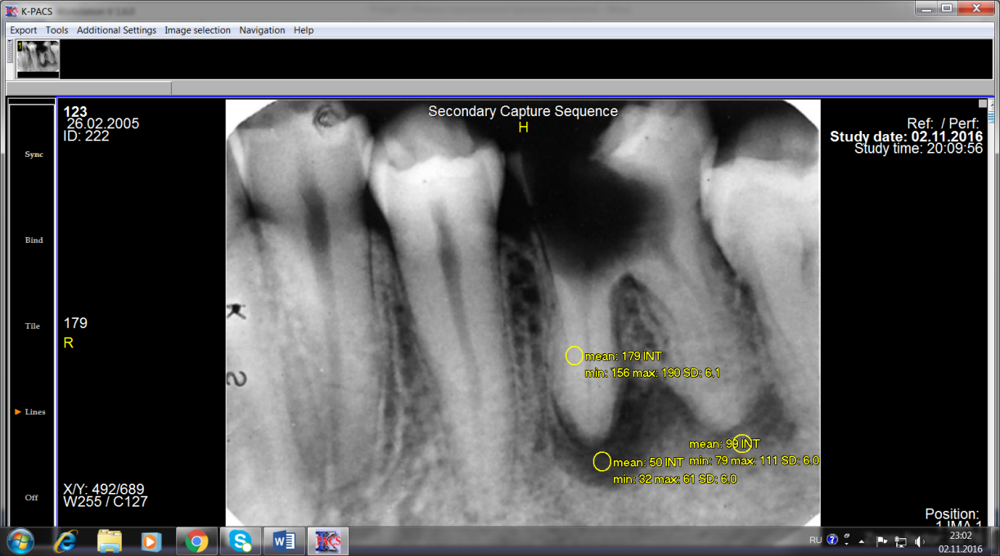 K-PACS
Export Tools Additional Settings Image selection Navigation Help
1
123
26.02.2005
ID: 222
Secondary Capture Sequence
H
Ref: / Perf:
Study date: 02.11.2016
Study time: 20:09:56
Sync
Bind
Tile
Lines
Off
179
R
mean: 179 INT
min: 156 max: 190 SD: 6.1
mean: 99 INT
min: 79 max: 111 SD: 6.0
mean: 50 INT
min: 32 max: 61 SD: 6.0
X/Y: 492/689
W255 / C127
Position:
1 IMA 1
RU
23:02
02.11.2016